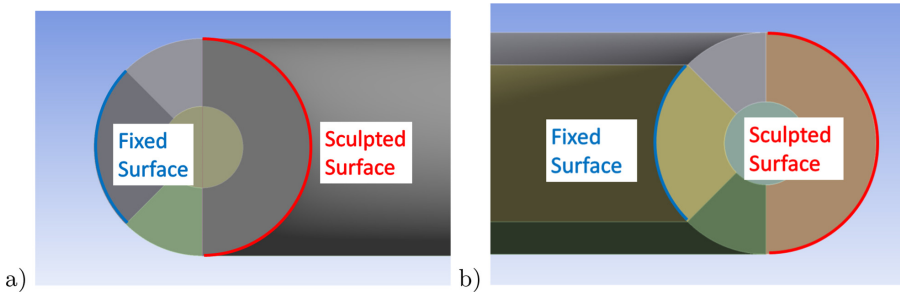 Fixed
Surface
Sculpted
Surface
a)
Fixed
Surface
Sculpted
Surface
b)